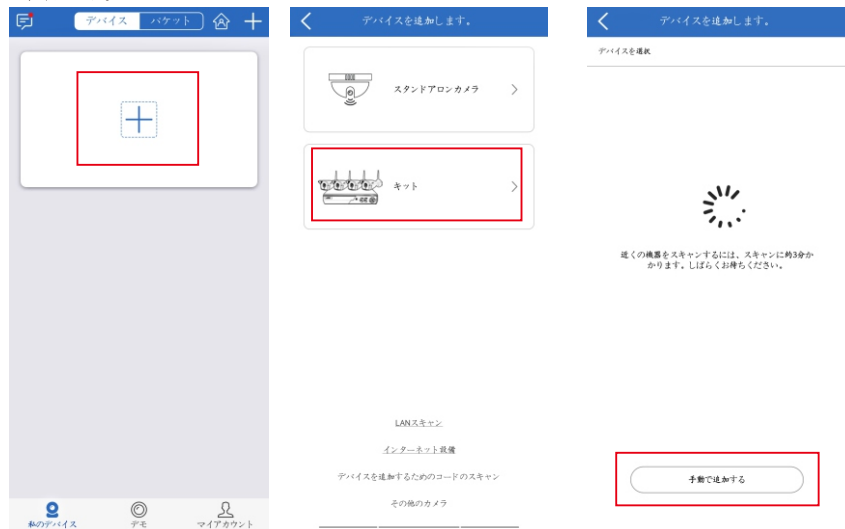 デバイス
パケット
私のデバイス
デモ
マイアカウント
デバイスを追加します。
スタンドアロンカメラ
キット
LANスキャン
インターネット設備
デバイスを追加するためのコードのスキャン
その他のカメラ
デバイスを追加します。
デバイスを選択
近くの機器をスキャンするには、スキャンに約3分か
かります。しばらくお待ちください。
手動で追加する